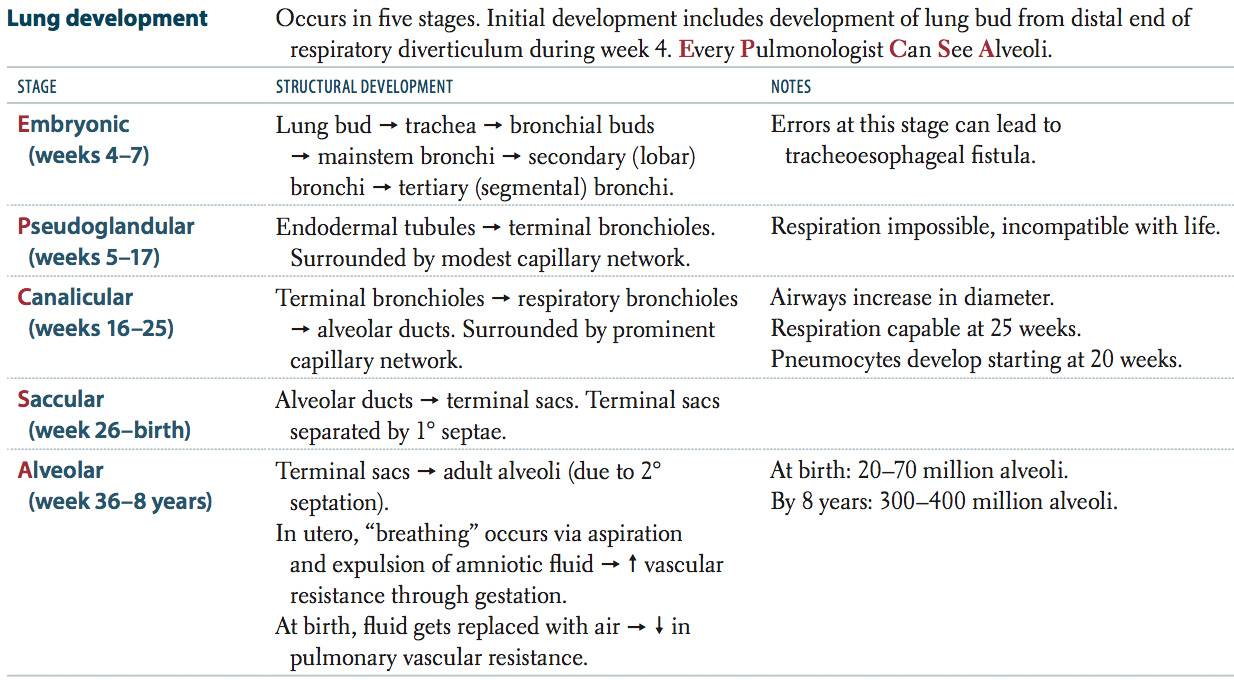 Lung development
Occurs in five stages. Initial development includes development of lung bud from distal end of
respiratory diverticulum during week 4. Every Pulmonologist Can See Alveoli.
STAGE
STRUCTURAL DEVELOPMENT
NOTES
Embryonic
(weeks 4–7)
Lung bud → trachea → bronchial buds
→ mainstem bronchi → secondary (lobar)
bronchi → tertiary (segmental) bronchi.
Errors at this stage can lead to
tracheoesophageal fistula.
Pseudoglandular
(weeks 5–17)
Endodermal tubules → terminal bronchioles.
Surrounded by modest capillary network.
Respiration impossible, incompatible with life.
Canalicular
(weeks 16–25)
Terminal bronchioles → respiratory bronchioles
→ alveolar ducts. Surrounded by prominent
capillary network.
Airways increase in diameter.
Respiration capable at 25 weeks.
Pneumocytes develop starting at 20 weeks.
Saccular
(week 26–birth)
Alveolar ducts → terminal sacs. Terminal sacs
separated by 1° septae.
Alveolar
(week 36–8 years)
Terminal sacs → adult alveoli (due to 2°
septation).
In utero, “breathing” occurs via aspiration
and expulsion of amniotic fluid → ↑ vascular
resistance through gestation.
At birth, fluid gets replaced with air → ↓ in
pulmonary vascular resistance.
At birth: 20–70 million alveoli.
By 8 years: 300–400 million alveoli.